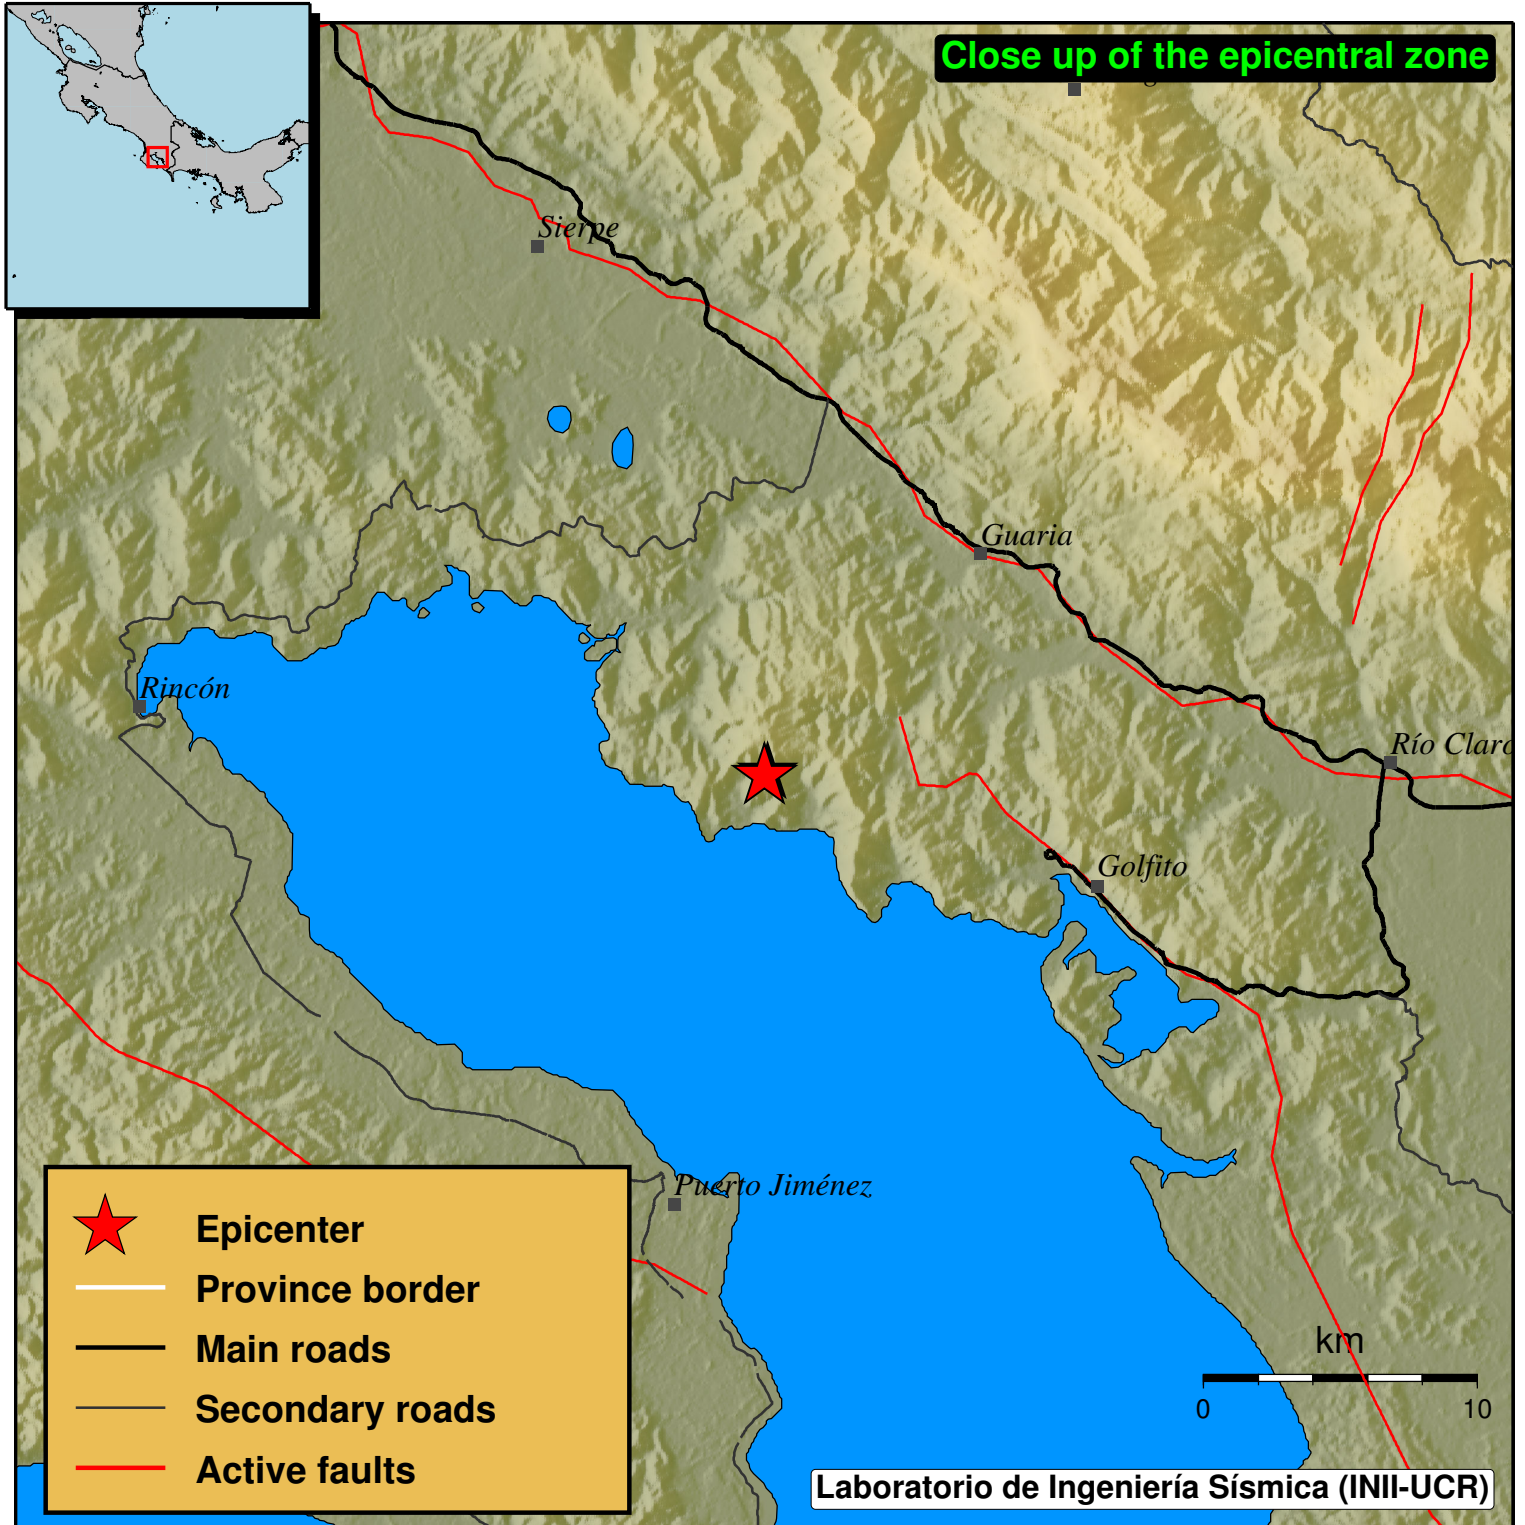 Close up of the epicentral zone
Sierpe
Guaria
Rincón
Río Claro
Golfito
Puerto Jiménez
Epicenter
Province border
Main roads
Secondary roads
Active faults
km
0 10
Laboratorio de Ingeniería Sísmica (INII-UCR)